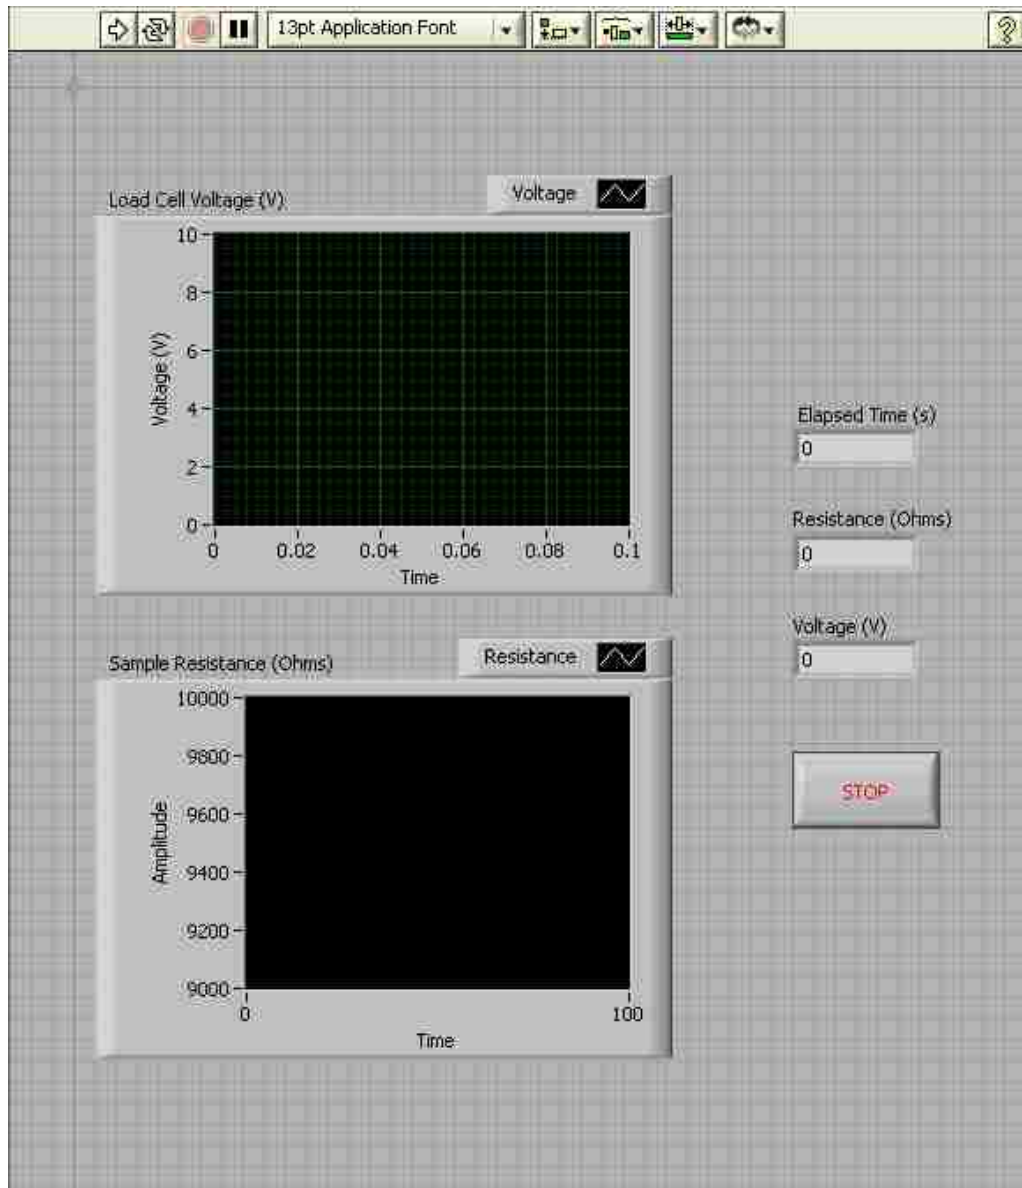 13pt Application Font
?
Load Cell Voltage (V)
Voltage
10
8
6
4
2
0
Voltage (V)
0 0.02 0.04 0.06 0.08 0.1
Time
Elapsed Time (s)
0
Resistance (Ohms)
0
Voltage (V)
0
STOP
Sample Resistance (Ohms)
Resistance
10000
9800
9600
9400
9200
9000
Amplitude
0 100
Time